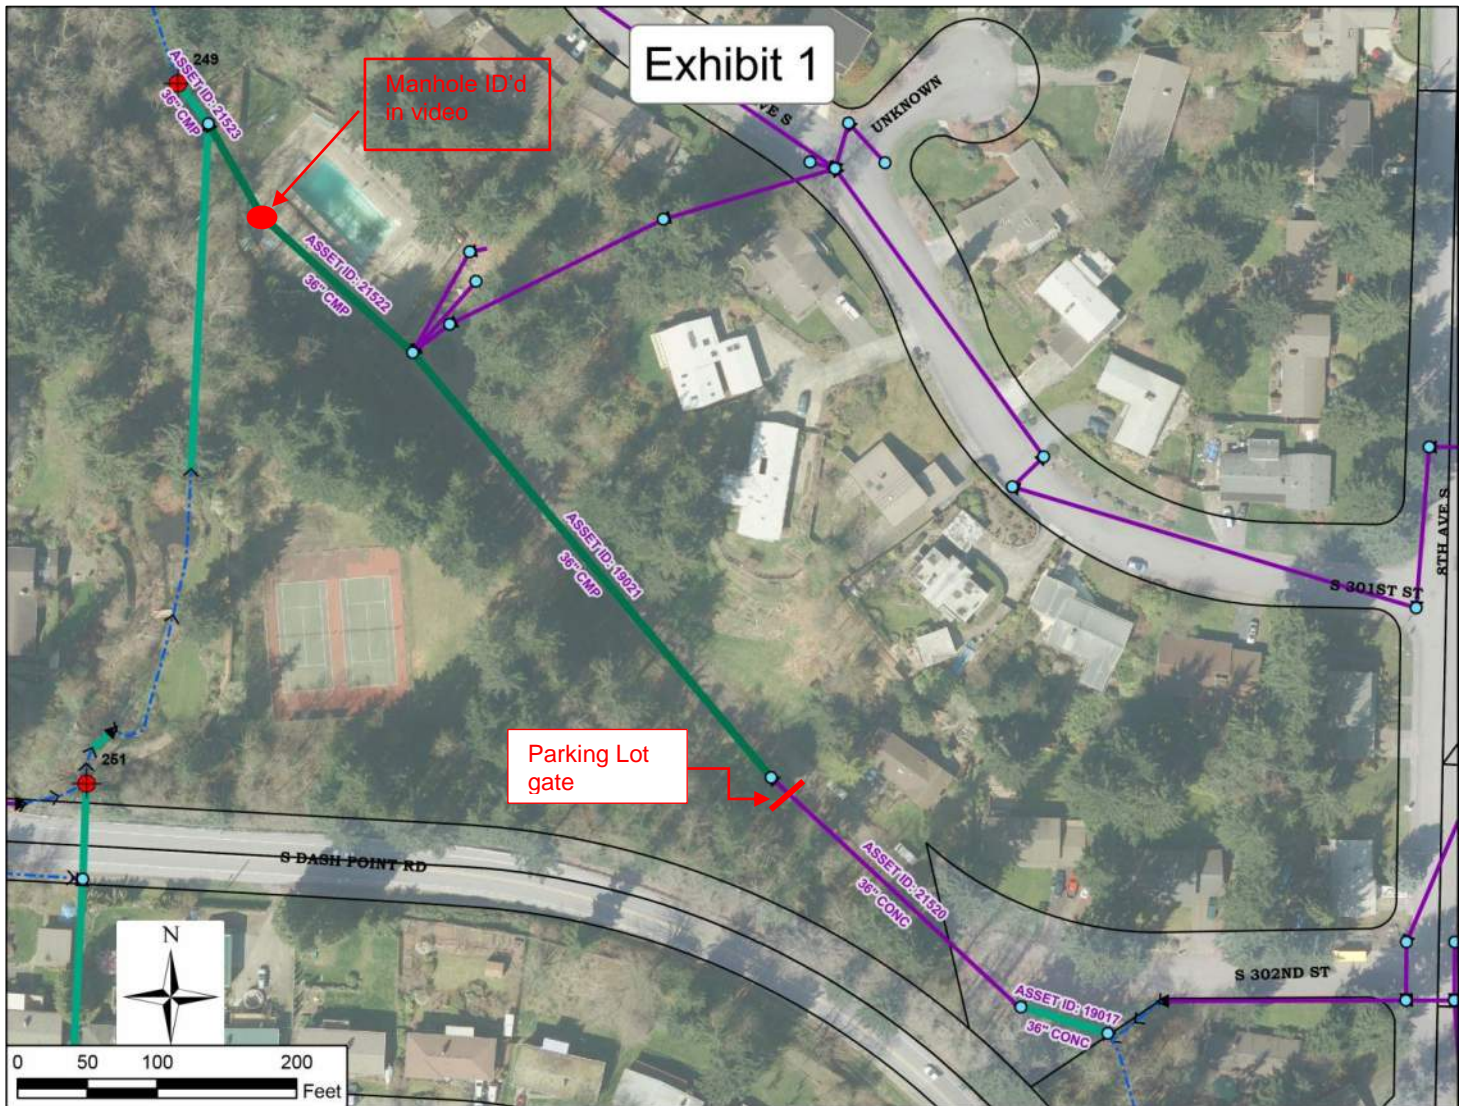 Exhibit 1
249
ASSET ID: 21523
36" CMP
Manhole ID'd
in video
VE S
UNKNOWN
ASSET ID: 21522
36" CMP
ASSET ID: 19021
36" CMP
8TH AVE S
S 301ST ST
251
Parking Lot
gate
S DASH POINT RD
ASSET ID: 21520
36" CONC
N
S 302ND ST
ASSET ID: 19017
36" CONC
0 50 100 200
Feet